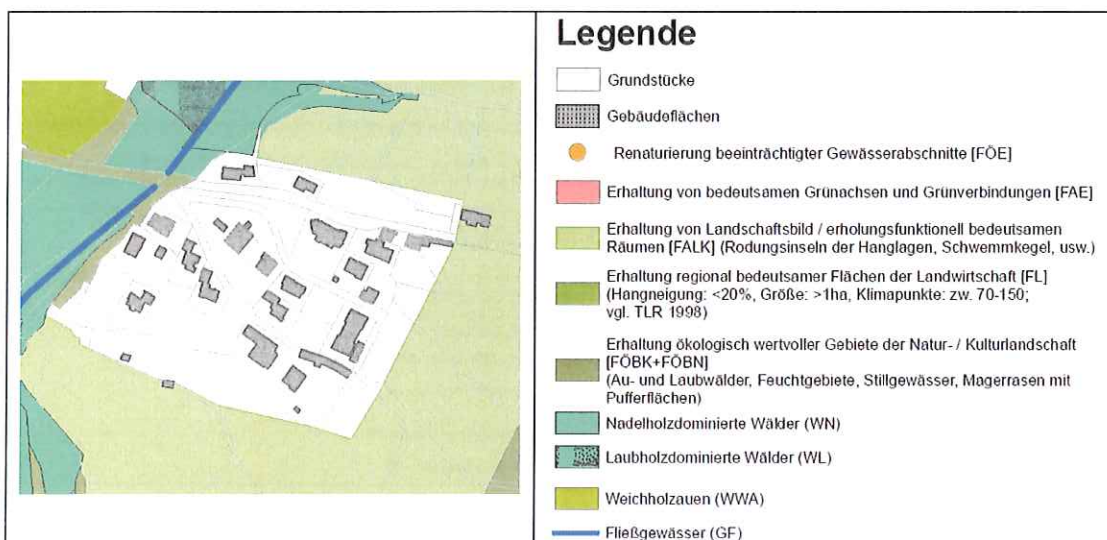 Legende
Grundstücke
Gebäudeflächen
Renaturierung beeinträchtigter Gewässerabschnitte [FÖE]
Erhaltung von bedeutsamen Grünachsen und Grünverbindungen [FAE]
Erhaltung von Landschaftsbild / erholungsfunktionell bedeutsamen
Räumen [FALK] (Rodungsinseln der Hanglagen, Schwemmkegel, usw.)
Erhaltung regional bedeutsamer Flächen der Landwirtschaft [FL]
(Hangneigung: <20%, Größe: >1ha, Klimapunkte: zw. 70-150;
vgl. TLR 1998)
Erhaltung ökologisch wertvoller Gebiete der Natur- / Kulturlandschaft
[FÖBK+FÖBN]
(Au- und Laubwälder, Feuchtgebiete, Stillgewässer, Magerrasen mit
Pufferflächen)
Nadelholzdominierte Wälder (WN)
Laubholzdominierte Wälder (WL)
Weichholzauen (WWA)
Fließgewässer (GF)